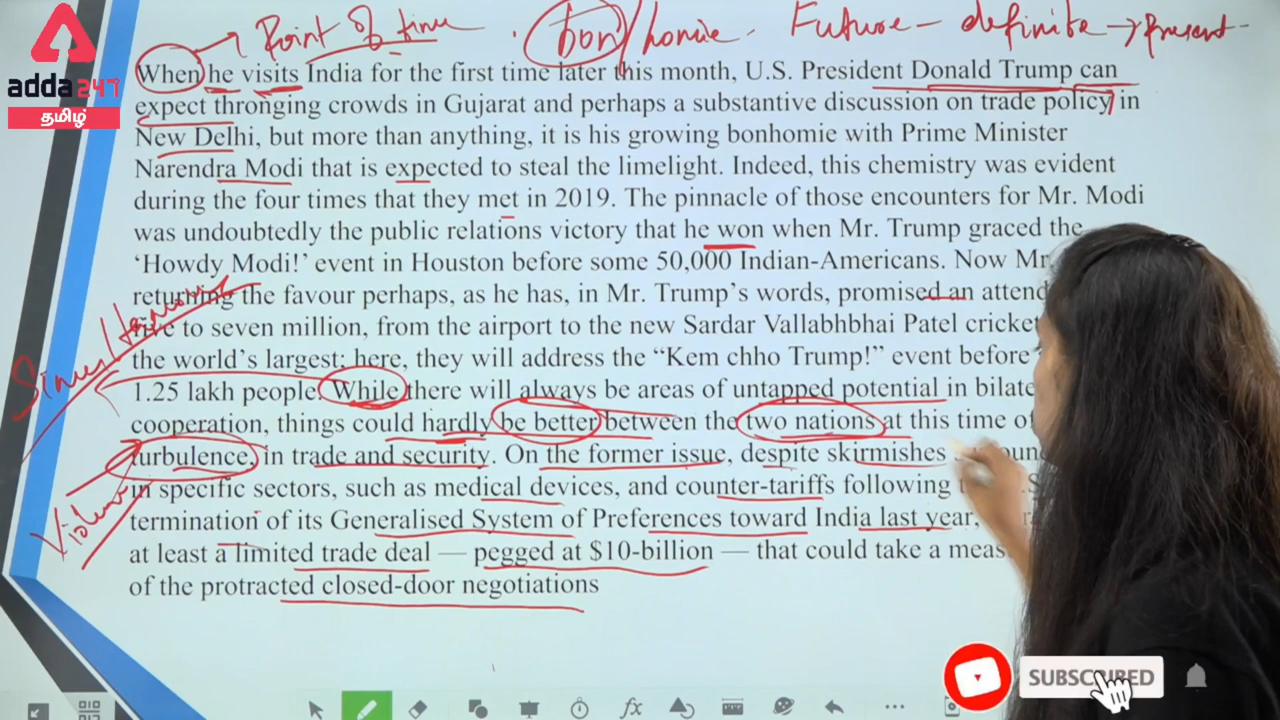 Point of time . bon/homie. Future - definite → present -
adda 247
தமிழ்
When he visits India for the first time later this month, U.S. President Donald Trump can
expect thronging crowds in Gujarat and perhaps a substantive discussion on trade policy in
New Delhi, but more than anything, it is his growing bonhomie with Prime Minister
Narendra Modi that is expected to steal the limelight. Indeed, this chemistry was evident
during the four times that they met in 2019. The pinnacle of those encounters for Mr. Modi
was undoubtedly the public relations victory that he won when Mr. Trump graced the
‘Howdy Modi!’ event in Houston before some 50,000 Indian-Americans. Now Mr.
returning the favour perhaps, as he has, in Mr. Trump’s words, promised an attend
five to seven million, from the airport to the new Sardar Vallabhbhai Patel cricket
the world’s largest; here, they will address the “Kem chho Trump!” event before
1.25 lakh people. While there will always be areas of untapped potential in bilate
cooperation, things could hardly be better between the two nations at this time of
turbulence, in trade and security. On the former issue, despite skirmishes
in specific sectors, such as medical devices, and counter-tariffs following
termination of its Generalised System of Preferences toward India last year,
at least a limited trade deal — pegged at $10-billion — that could take a meas
of the protracted closed-door negotiations
SUBSCRIBED